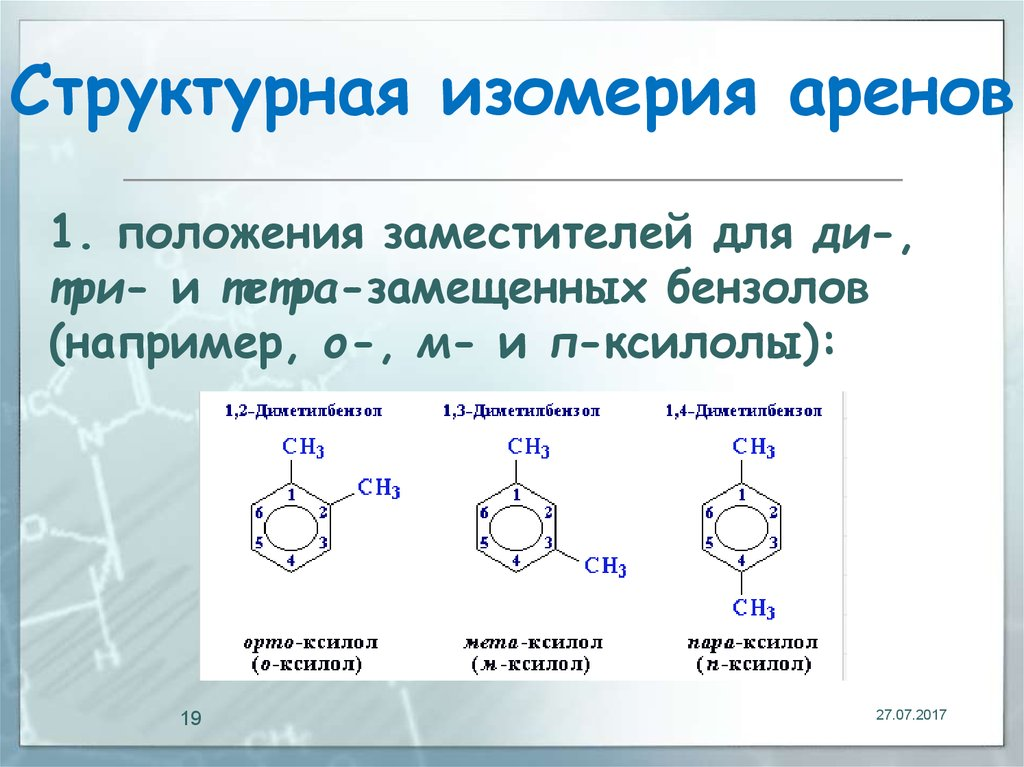 Структурная изомерия аренов
1. положения заместителей для ди-,
три- и тетра-замещенных бензолов
(например, о-, м- и п-ксилолы):
1,2-Диметилбензол 1,3-Диметилбензол 1,4-Диметилбензол
CH3 CH3 CH3
CH3
1 1 1
6 2 6 2 6 2
5 3 5 3 5 3
4 4 4
CH3
CH3
орто-ксилол мета-ксилол пара-ксилол
(о-ксилол) (м-ксилол) (п-ксилол)
19 27.07.2017